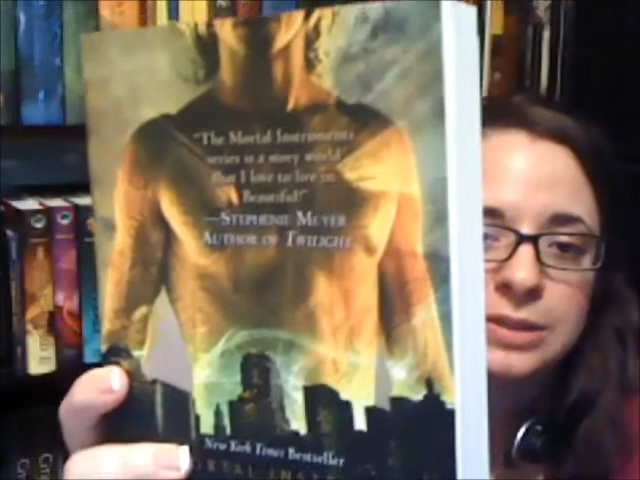 "The Mortal Instruments
series is a story world
that I love to live in.
Beautiful!"
—STEPHENIE MEYER
AUTHOR OF TWILIGHT
New York Times Bestseller